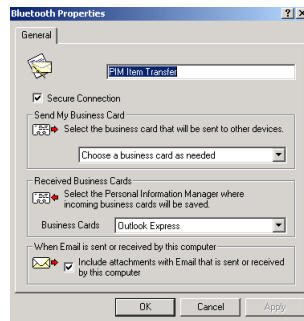 Bluetooth Properties
General
PIM Item Transfer
Secure Connection
Send My Business Card
Select the business card that will be sent to other devices.
Choose a business card as needed
Received Business Cards
Select the Personal Information Manager where
incoming business cards will be saved.
Business Cards Outlook Express
When Email is sent or received by this computer
Include attachments with Email that is sent or received
by this computer
OK Cancel Apply